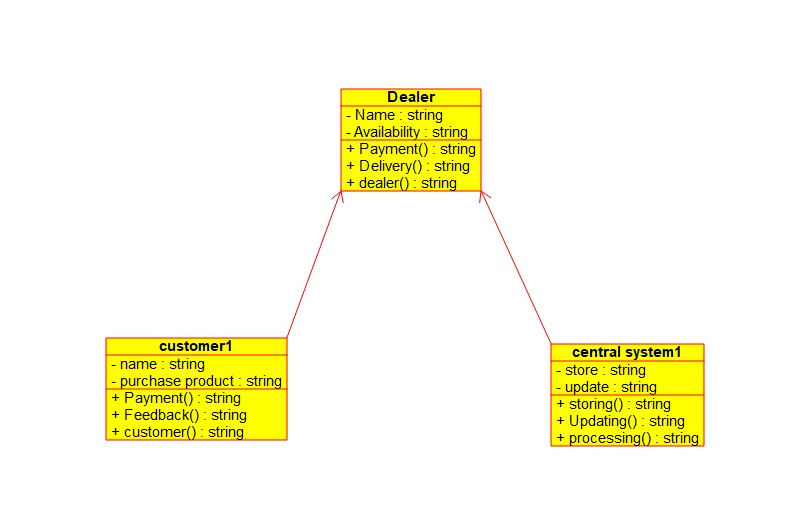 Dealer
- Name : string
- Availability : string
+ Payment() : string
+ Delivery() : string
+ dealer() : string
customer1
- name : string
- purchase product : string
+ Payment() : string
+ Feedback() : string
+ customer() : string
central system1
- store : string
- update : string
+ storing() : string
+ Updating() : string
+ processing() : string